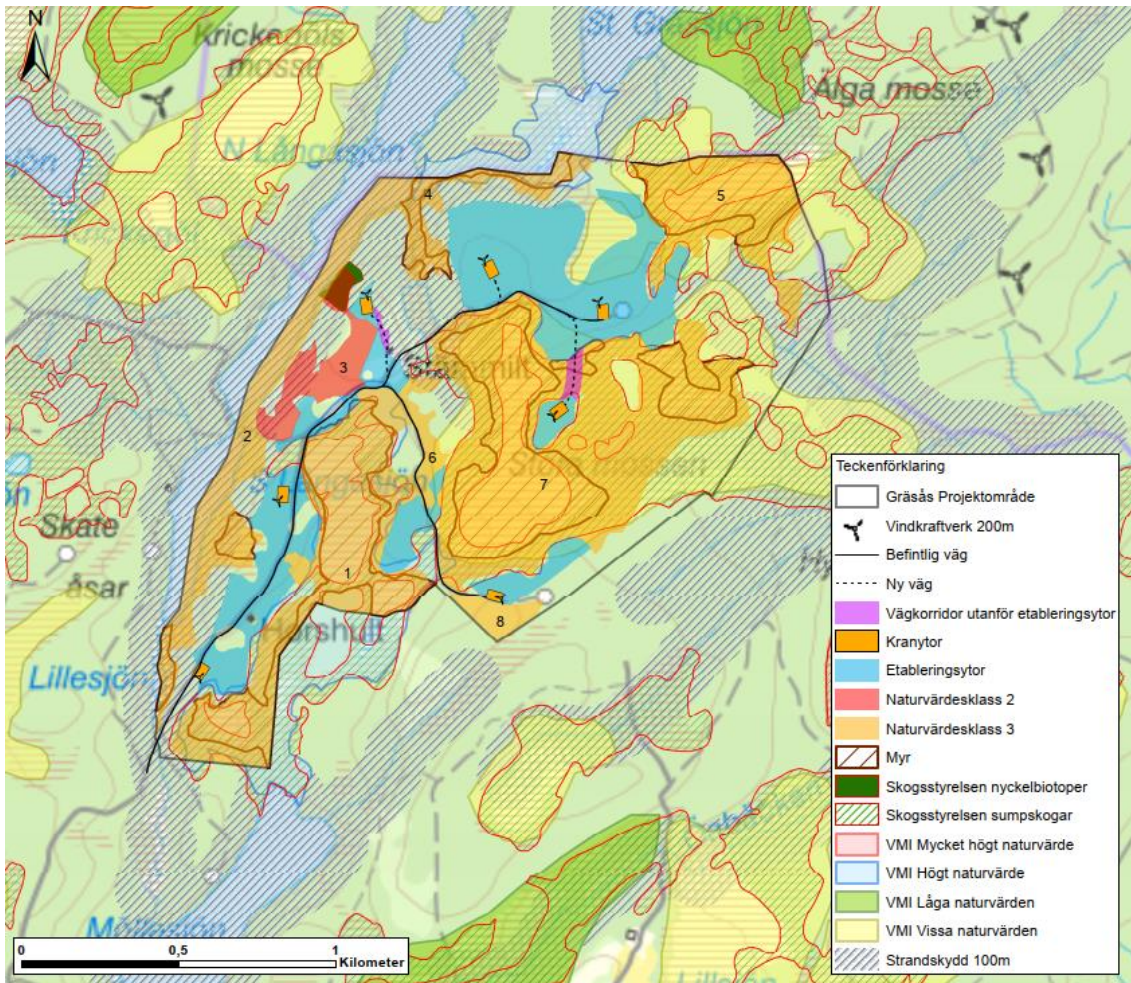 N
Krickaböls
mosse
St Grässjön
Älga mosse
N Långasjön
4
5
3
2
6
7
Skate
åsar
1
Horshult
8
Lillesjön
Möllesjön
Teckenförklaring
Gräsås Projektområde
Vindkraftverk 200m
Befintlig väg
Ny väg
Vägkorridor utanför etableringsytor
Kranytor
Etableringsytor
Naturvärdesklass 2
Naturvärdesklass 3
Myr
Skogsstyrelsen nyckelbiotoper
Skogsstyrelsen sumpskogar
VMI Mycket högt naturvärde
VMI Högt naturvärde
VMI Låga naturvärden
VMI Vissa naturvärden
Strandskydd 100m
0 0,5 1
Kilometer